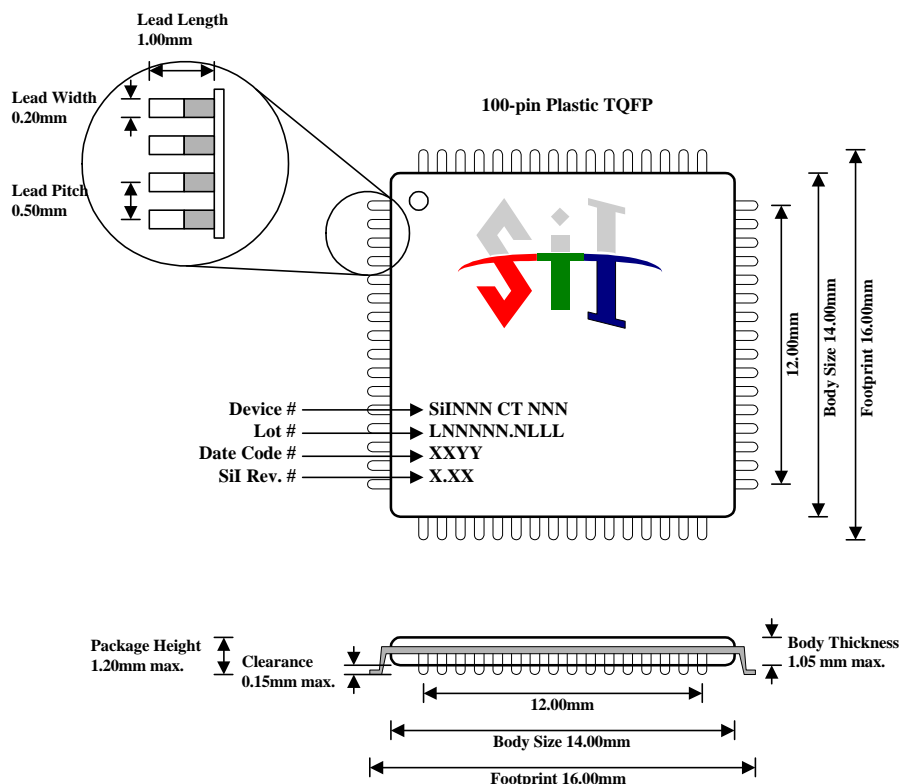 Lead Length
1.00mm
Lead Width
0.20mm
Lead Pitch
0.50mm
100-pin Plastic TQFP
SiI
12.00mm
Body Size 14.00mm
Footprint 16.00mm
Device #
SiINNN CT NNN
Lot #
LNNNNN.NLLL
Date Code #
XXYY
SiI Rev. #
X.XX
Package Height
1.20mm max.
Clearance
0.15mm max.
Body Thickness
1.05 mm max.
12.00mm
Body Size 14.00mm
Footprint 16.00mm